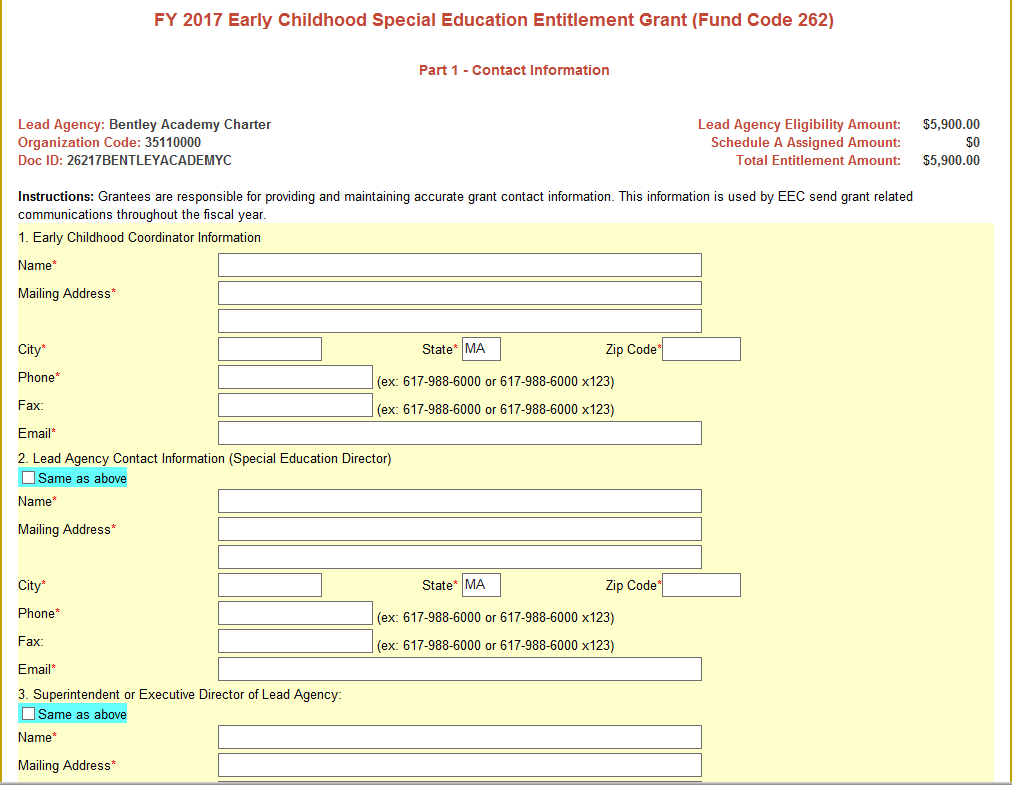 FY 2017 Early Childhood Special Education Entitlement Grant (Fund Code 262)
Part 1 - Contact Information
Lead Agency: Bentley Academy Charter
Lead Agency Eligibility Amount: $5,900.00
Organization Code: 35110000
Schedule A Assigned Amount: $0
Doc ID: 26217BENTLEYACADEMYC
Total Entitlement Amount: $5,900.00
Instructions: Grantees are responsible for providing and maintaining accurate grant contact information. This information is used by EEC send grant related
communications throughout the fiscal year.
1. Early Childhood Coordinator Information
Name*
Mailing Address*
City* State* MA Zip Code*
Phone* (ex: 617-988-6000 or 617-988-6000 x123)
Fax: (ex: 617-988-6000 or 617-988-6000 x123)
Email*
2. Lead Agency Contact Information (Special Education Director)
Same as above
Name*
Mailing Address*
City* State* MA Zip Code*
Phone* (ex: 617-988-6000 or 617-988-6000 x123)
Fax: (ex: 617-988-6000 or 617-988-6000 x123)
Email*
3. Superintendent or Executive Director of Lead Agency:
Same as above
Name*
Mailing Address*